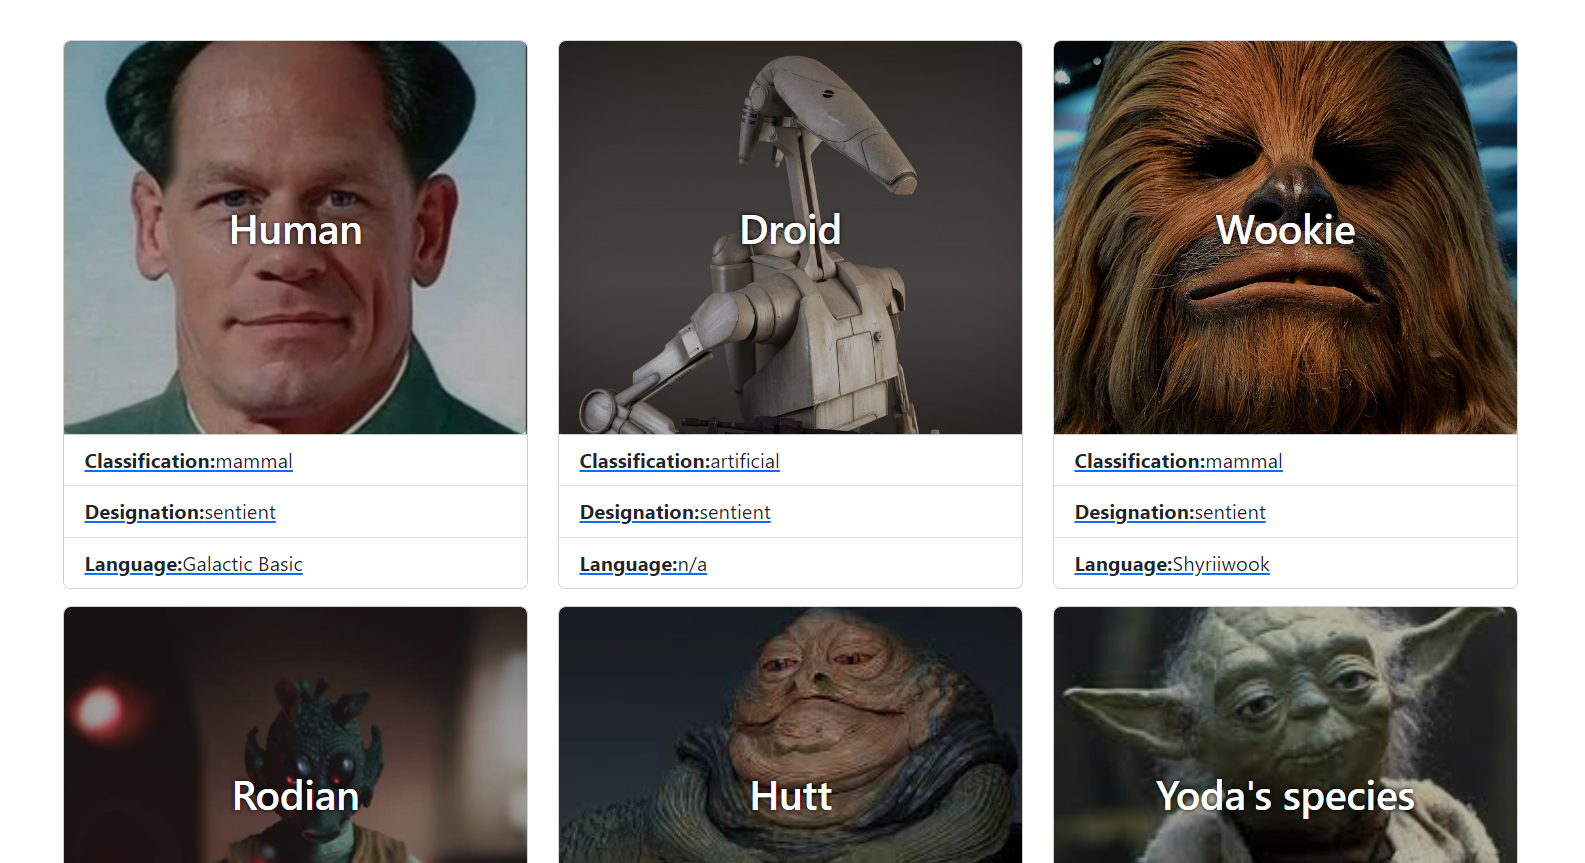 Human
Classification:mammal
Designation:sentient
Language:Galactic Basic
Droid
Classification:artificial
Designation:sentient
Language:n/a
Wookie
Classification:mammal
Designation:sentient
Language:Shyriiwook
Rodian
Hutt
Yoda's species